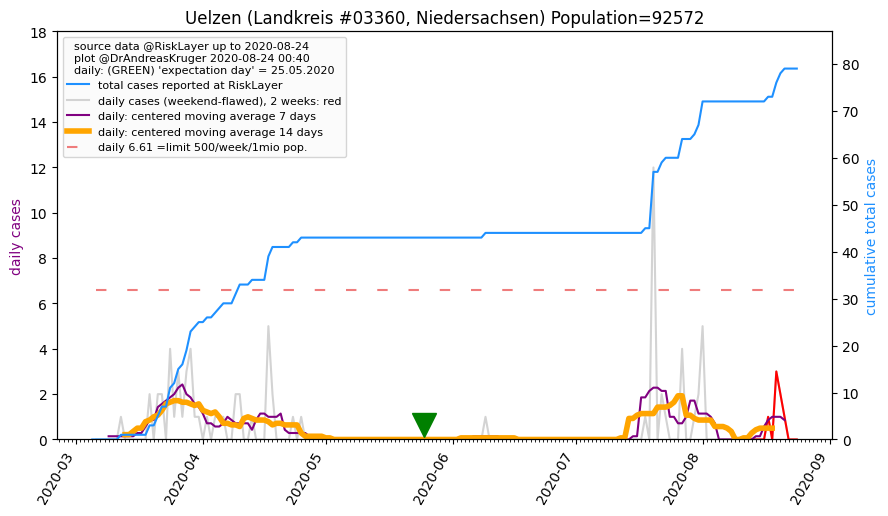 Uelzen (Landkreis #03360, Niedersachsen) Population=92572
source data @RiskLayer up to 2020-08-24
plot @DrAndreasKruger 2020-08-24 00:40
daily: (GREEN) 'expectation day' = 25.05.2020
total cases reported at RiskLayer
daily cases (weekend-flawed), 2 weeks: red
daily: centered moving average 7 days
daily: centered moving average 14 days
daily 6.61 =limit 500/week/1mio pop.
daily cases
18
16
14
12
10
8
6
4
2
0
cumulative total cases
80
70
60
50
40
30
20
10
0
2020-03
2020-04
2020-05
2020-06
2020-07
2020-08
2020-09